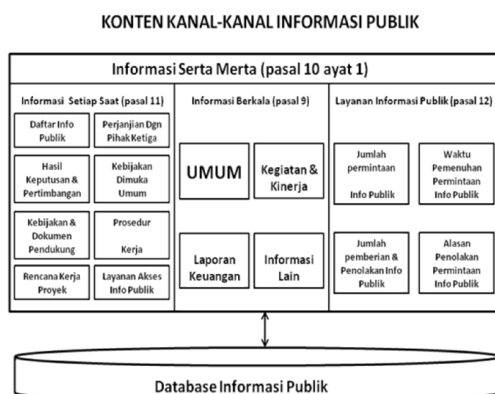 KONTEN KANAL-KANAL INFORMASI PUBLIK
Informasi Serta Merta (pasal 10 ayat 1)
Informasi Setiap Saat (pasal 11)
Daftar Info
Publik
Perjanjian Dgn
Pihak Ketiga
Hasil
Keputusan &
Pertimbangan
Kebijakan
Dimuka
Umum
Kebijakan &
Dokumen
Pendukung
Prosedur
Kerja
Rencana Kerja
Proyek
Layanan Akses
Info Publik
Informasi Berkala (pasal 9)
UMUM
Kegiatan &
Kinerja
Laporan
Keuangan
Informasi
Lain
Layanan Informasi Publik (pasal 12)
Jumlah
permintaan
Info Publik
Waktu
Pemenuhan
Permintaan
Info Publik
Jumlah
pemberian &
Penolakan Info
Publik
Alasan
Penolakan
Permintaan
Info Publik
Database Informasi Publik